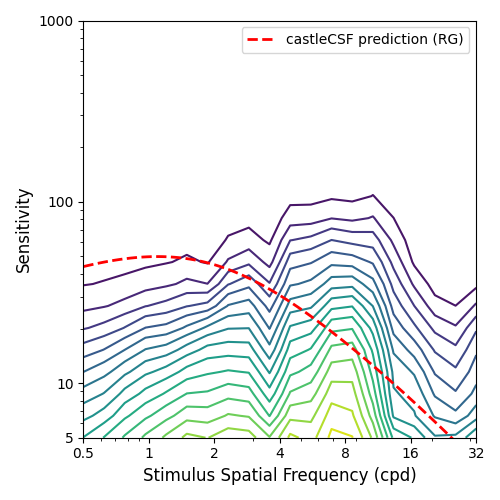 1000
castleCSF prediction (RG)
100
Sensitivity
10
5
0.5 1 2 4 8 16 32
Stimulus Spatial Frequency (cpd)